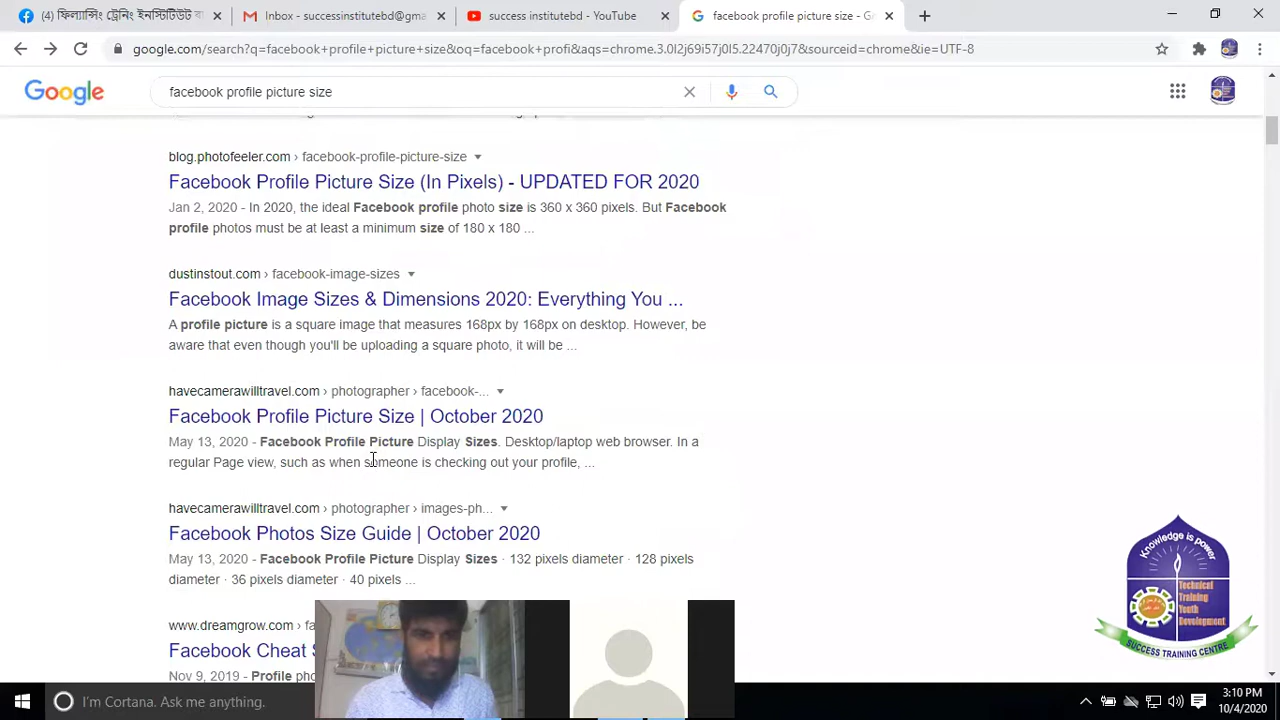 (4) Facebook
ফ্রিল্যান্সিং ট্রেনিং ইনস্টিটিউট বা
Inbox - successinstitutebd@gma
success institutebd - YouTube
facebook profile picture size - Go
google.com/search?q=facebook+profile+picture+size&oq=facebook+profi&aqs=chrome.3.0l2j69i57j0l5.22470j0j7&sourceid=chrome&ie=UTF-8
Google
facebook profile picture size
blog.photofeeler.com › facebook-profile-picture-size
Facebook Profile Picture Size (In Pixels) - UPDATED FOR 2020
Jan 2, 2020 - In 2020, the ideal Facebook profile photo size is 360 x 360 pixels. But Facebook
profile photos must be at least a minimum size of 180 x 180 ...
dustinstout.com › facebook-image-sizes
Facebook Image Sizes & Dimensions 2020: Everything You ...
A profile picture is a square image that measures 168px by 168px on desktop. However, be
aware that even though you'll be uploading a square photo, it will be ...
havecamerawilltravel.com › photographer › facebook-...
Facebook Profile Picture Size | October 2020
May 13, 2020 - Facebook Profile Picture Display Sizes. Desktop/laptop web browser. In a
regular Page view, such as when someone is checking out your profile, ...
havecamerawilltravel.com › photographer › images-ph...
Facebook Photos Size Guide | October 2020
May 13, 2020 - Facebook Profile Picture Display Sizes · 132 pixels diameter · 128 pixels
diameter · 36 pixels diameter · 40 pixels ...
www.dreamgrow.com › fa
Facebook Cheat S
Nov 9, 2019 - Profile pho
Knowledge is power
Technical
Training
Youth
Development
SUCCESS TRAINING CENTRE
I'm Cortana. Ask me anything.
3:10 PM
10/4/2020